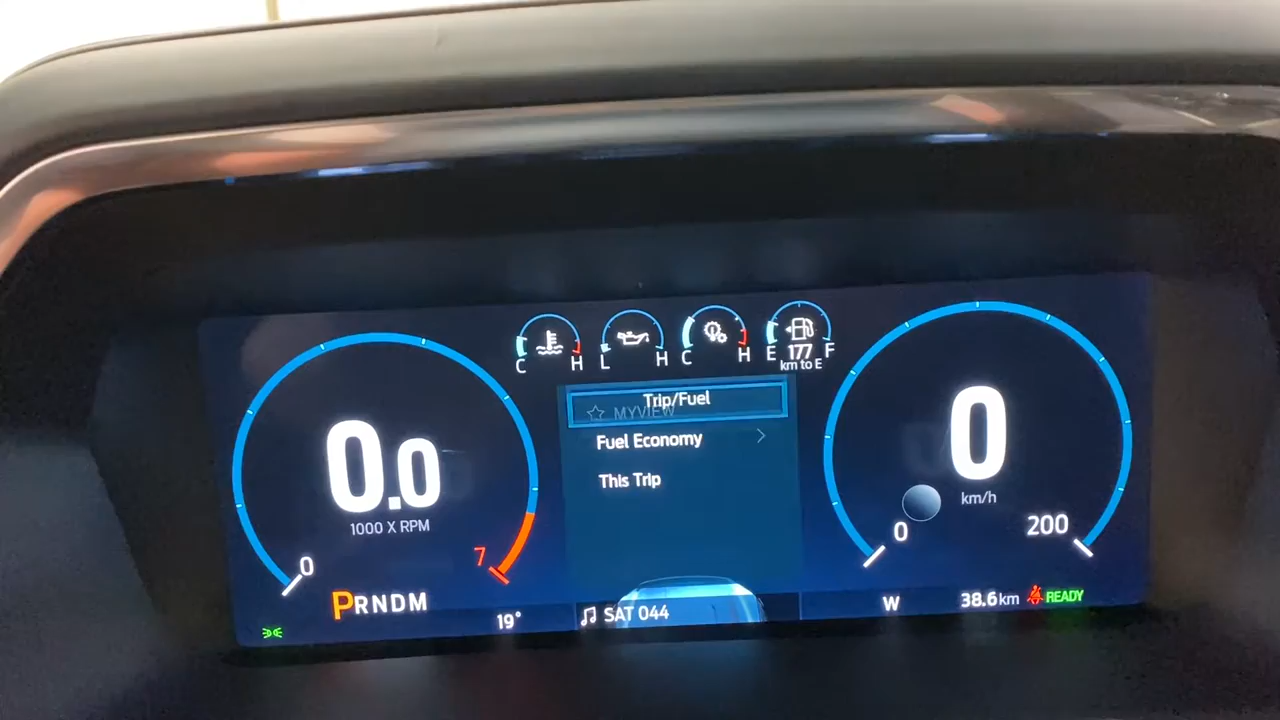 C H
L H
C H
E 177 F
km to E
Trip/Fuel
MYVIEW
Fuel Economy
This Trip
0.0
1000 X RPM
0
7
PRNDM
19°
SAT 044
0
km/h
0
200
W
38.6km
READY